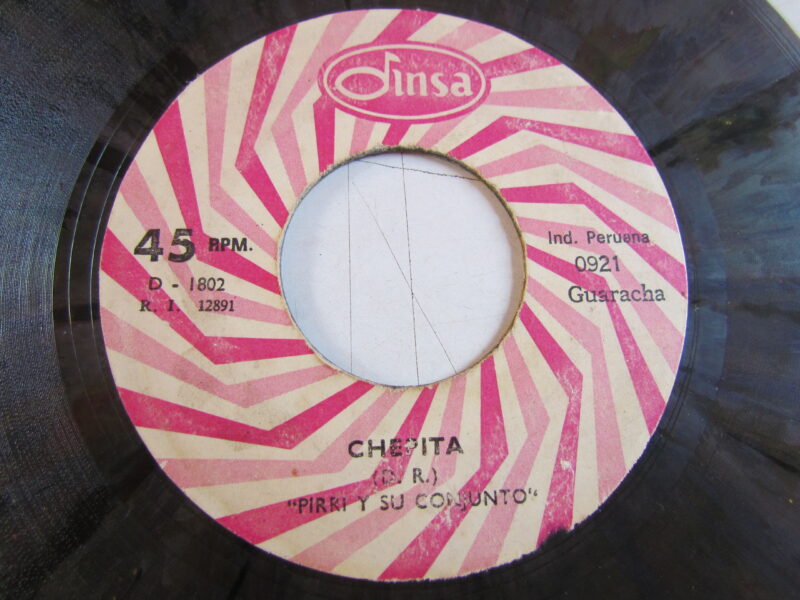 Dinsa
45 RPM.
D - 1802
R. I. 12891
Ind. Peruana
0921
Guaracha
CHEPITA
(D. R.)
"PIRRI Y SU CONJUNTO"